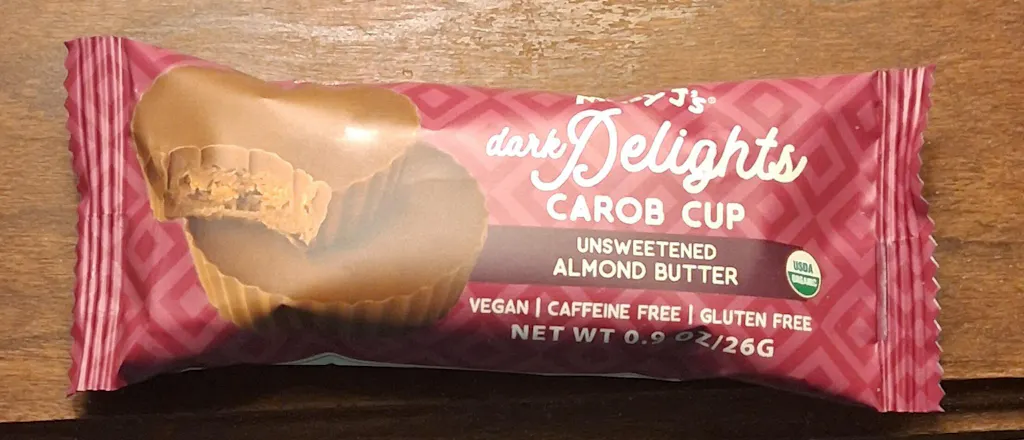 J's®
dark Delights
CAROB CUP
UNSWEETENED
ALMOND BUTTER
USDA
ORGANIC
VEGAN | CAFFEINE FREE | GLUTEN FREE
NET WT 0.9 OZ/26G